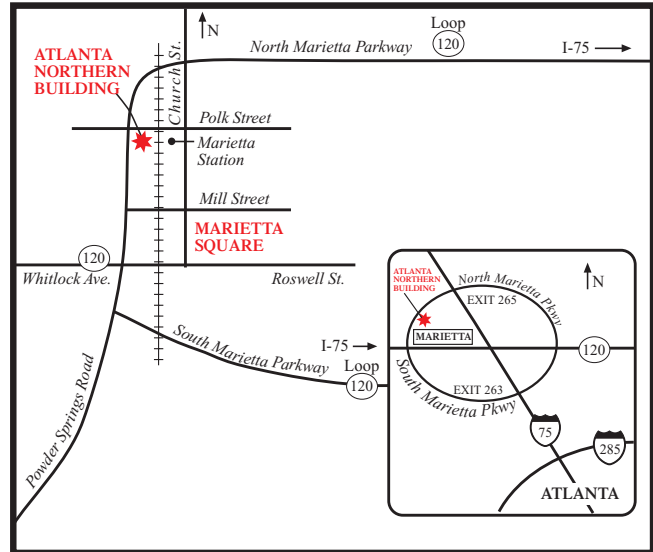 Loop
120
N
North Marietta Parkway
I-75
ATLANTA
NORTHERN
BUILDING
Church St.
Polk Street
Marietta
Station
Mill Street
MARIETTA
SQUARE
120
Whitlock Ave.
Roswell St.
South Marietta Parkway
I-75
Loop
120
Powder Springs Road
N
ATLANTA
NORTHERN
BUILDING
North Marietta Pkwy
EXIT 265
MARIETTA
120
EXIT 263
South Marietta Pkwy
75
285
ATLANTA